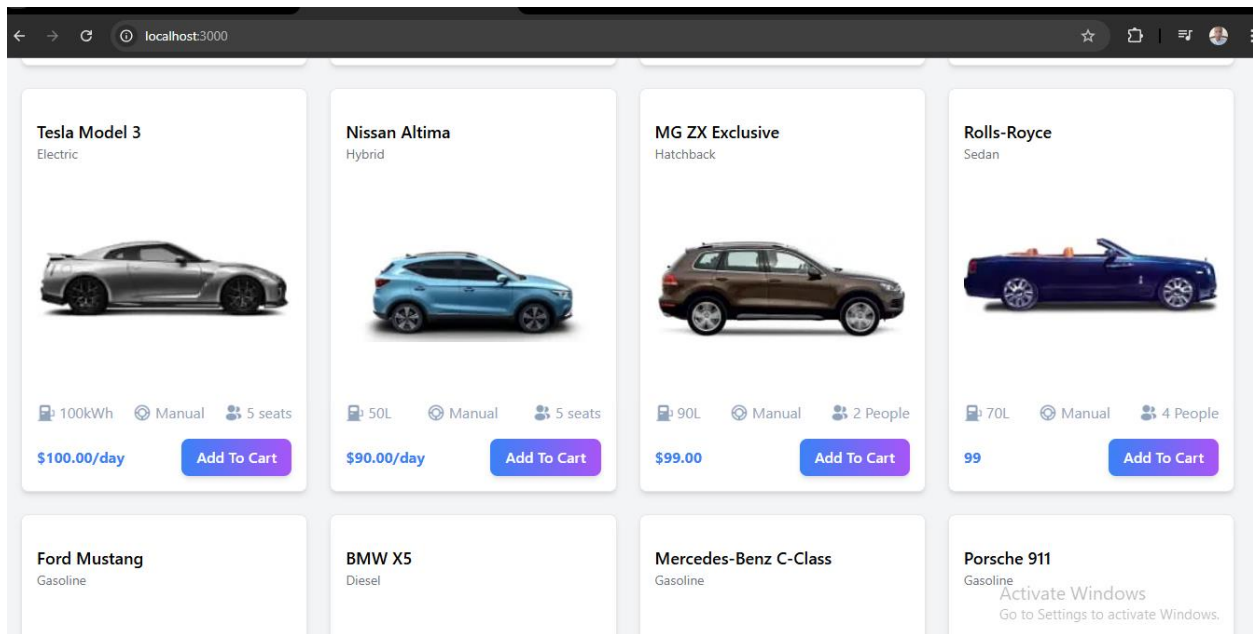 localhost:3000
Tesla Model 3
Electric
Nissan Altima
Hybrid
MG ZX Exclusive
Hatchback
Rolls-Royce
Sedan
100kWh Manual 5 seats
50L Manual 5 seats
90L Manual 2 People
70L Manual 4 People
$100.00/day Add To Cart
$90.00/day Add To Cart
$99.00 Add To Cart
99 Add To Cart
Ford Mustang
Gasoline
BMW X5
Diesel
Mercedes-Benz C-Class
Gasoline
Porsche 911
Gasoline
Activate Windows
Go to Settings to activate Windows.